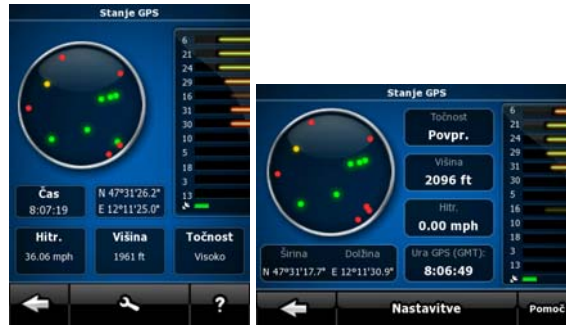 Stanje GPS
6
21
24
29
16
31
30
10
5
18
3
13
Čas
8:07:19
N 47°31'26.2"
E 12°11'25.0"
Hitr.
36.06 mph
Višina
1961 ft
Točnost
Visoko
?
Stanje GPS
Točnost
Povpr.
Višina
2096 ft
Hitr.
0.00 mph
Širina
Dolžina
N 47°31'17.7" E 12°11'30.9"
Ura GPS (GMT):
8:06:49
6
21
24
29
31
30
5
16
10
18
3
13
Nastavitve
Pomoč